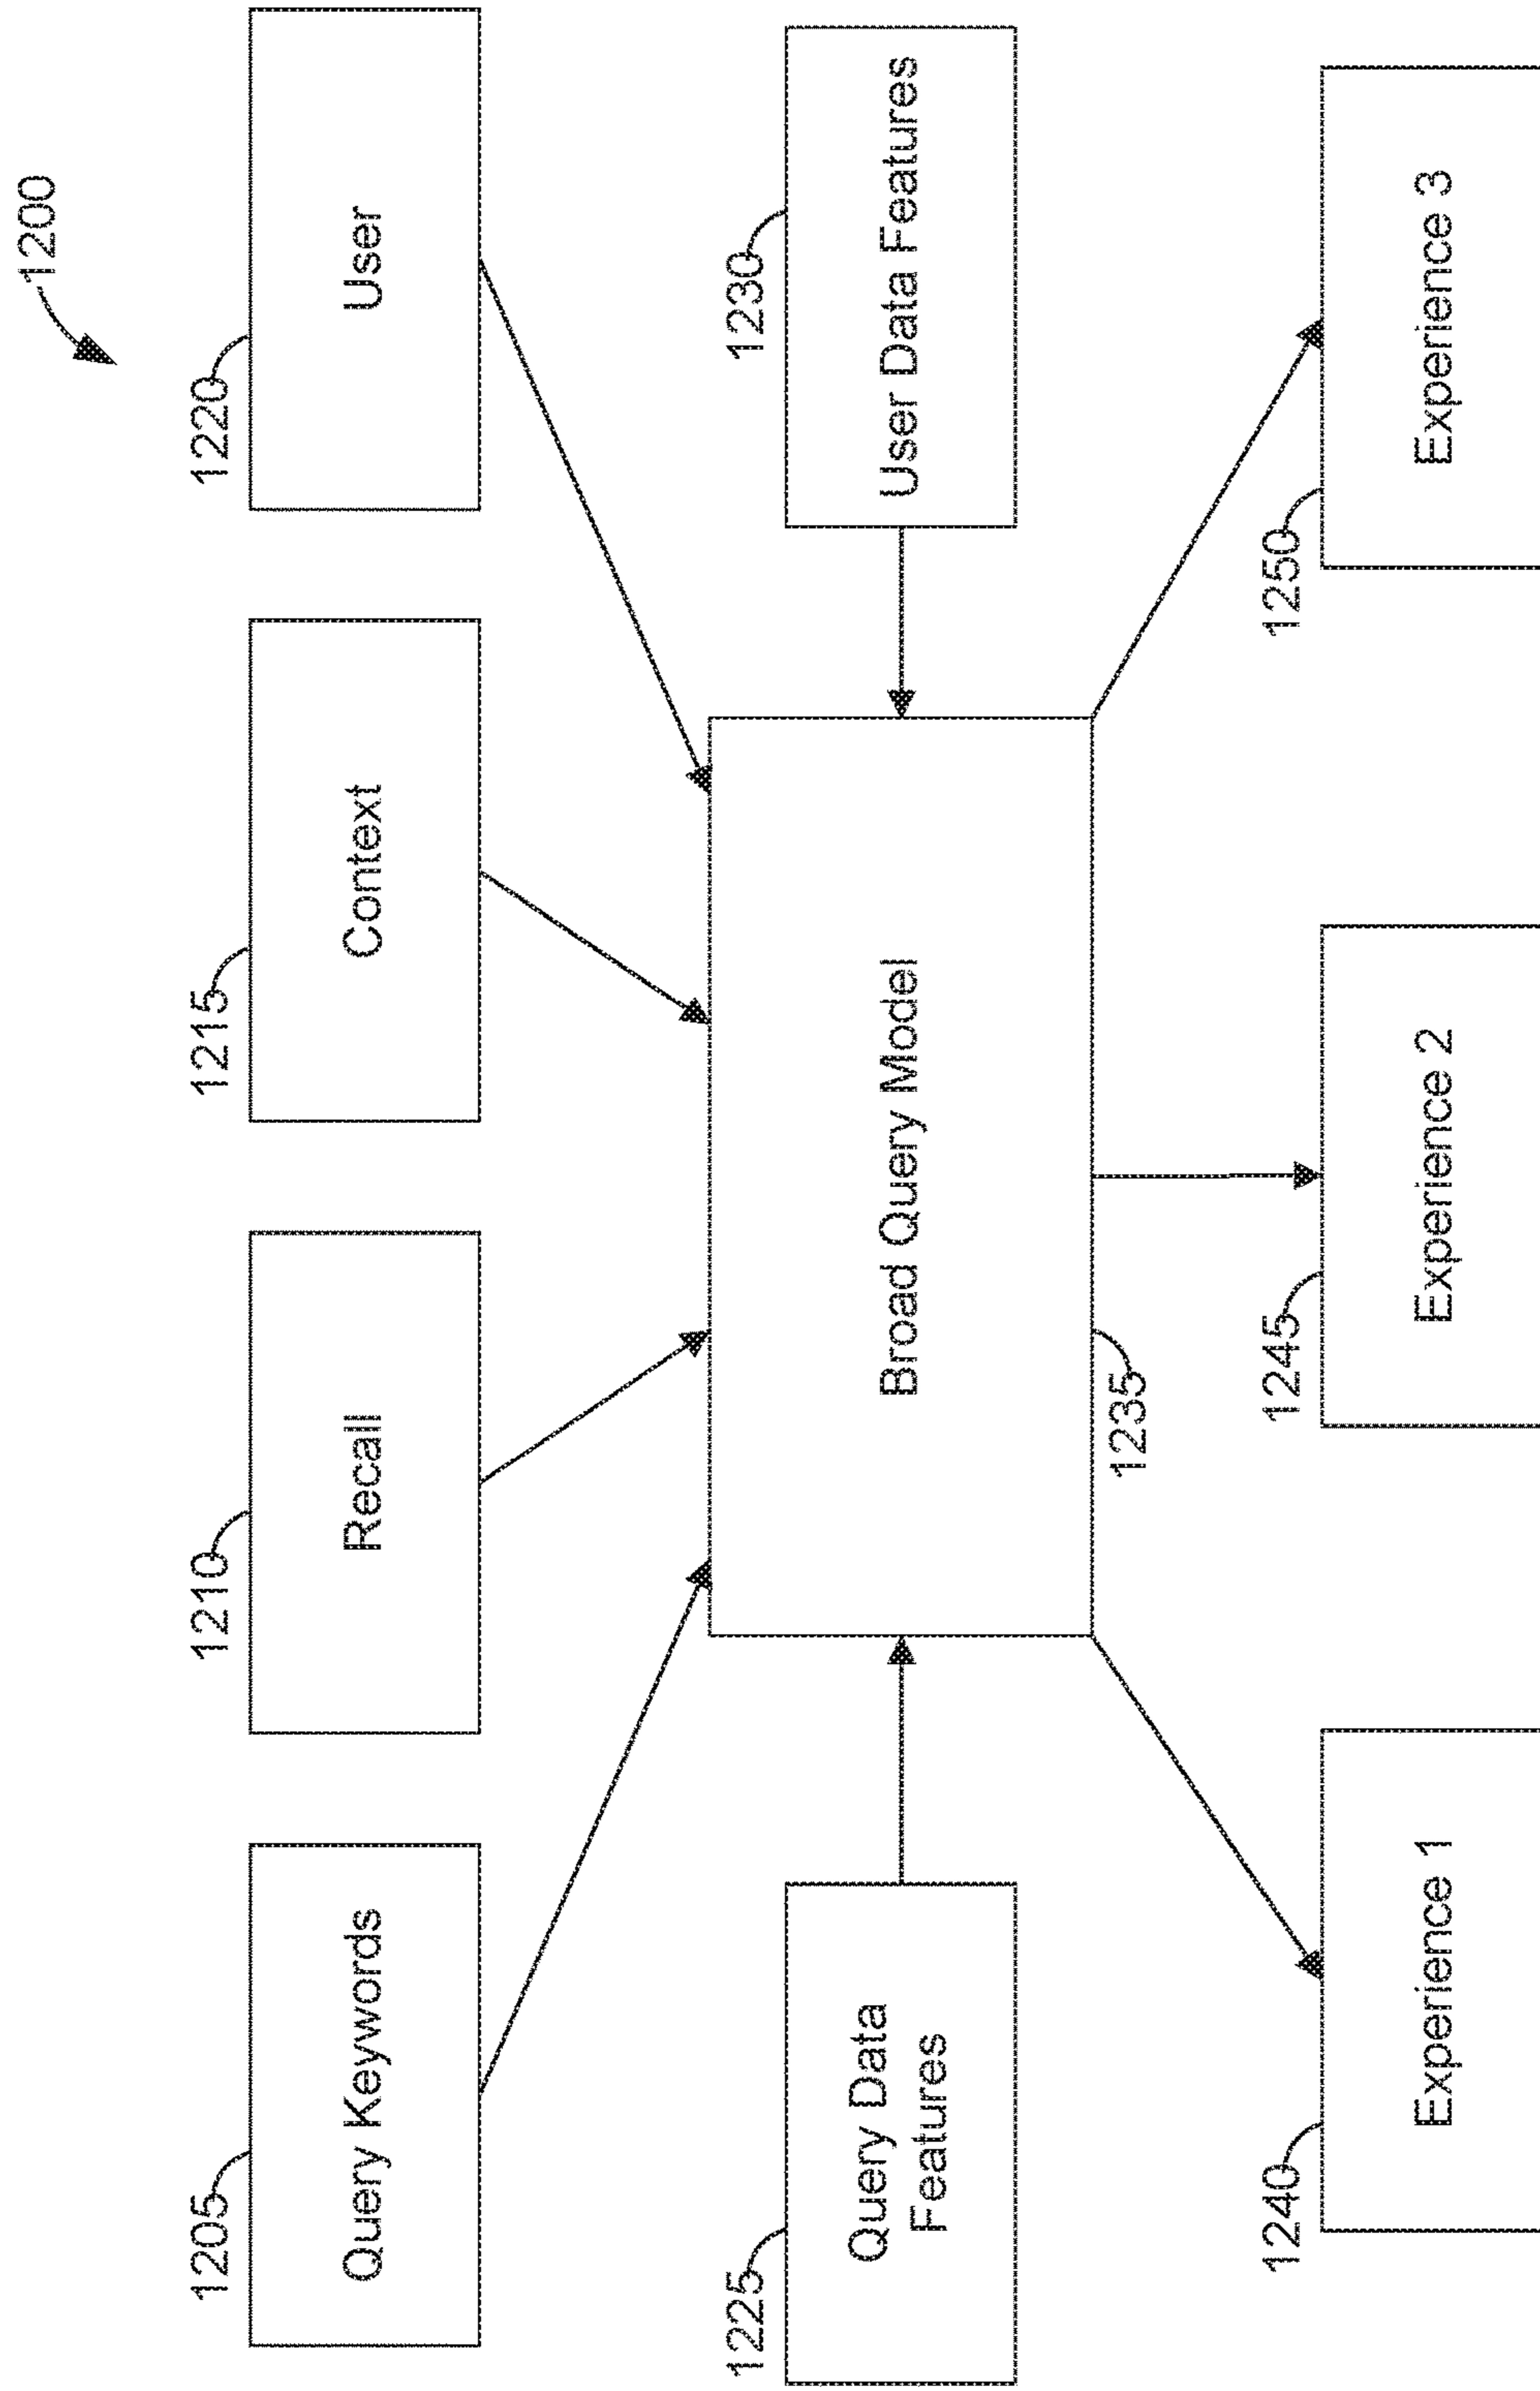 1200
1205
1210
1215
1220
Query Keywords
Recall
Context
User
1225
1230
Query Data
Features
Broad Query Model
User Data Features
1235
1240
1245
1250
Experience 1
Experience 2
Experience 3